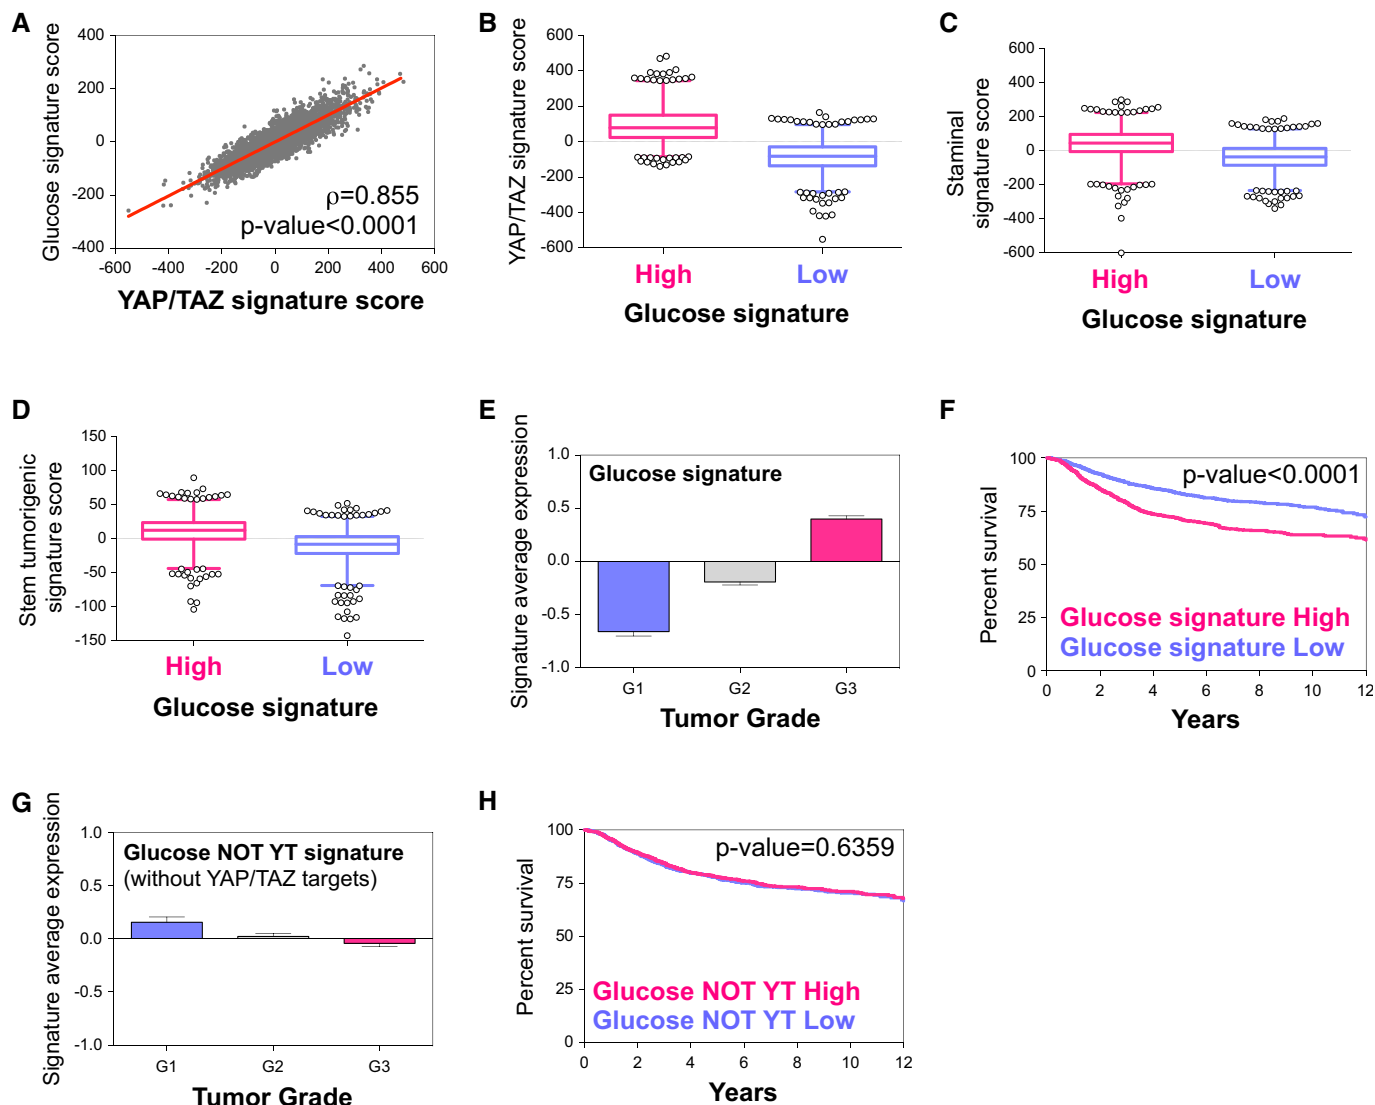 A
Glucose signature score
400
200
0
-200
-400
ρ=0.855
p-value<0.0001
-600 -400 -200 0 200 400 600
YAP/TAZ signature score
B
YAP/TAZ signature score
600
400
200
0
-200
-400
-600
High Low
Glucose signature
C
Staminal
signature score
600
400
200
0
-200
-400
-600
High Low
Glucose signature
D
Stem tumorigenic
signature score
150
100
50
0
-50
-100
-150
High Low
Glucose signature
E
Signature average expression
1.0
0.5
0.0
-0.5
-1.0
Glucose signature
G1 G2 G3
Tumor Grade
F
Percent survival
100
75
50
25
0
p-value<0.0001
Glucose signature High
Glucose signature Low
0 2 4 6 8 10 12
Years
G
Signature average expression
1.0
0.5
0.0
-0.5
-1.0
Glucose NOT YT signature
(without YAP/TAZ targets)
G1 G2 G3
Tumor Grade
H
Percent survival
100
75
50
25
0
p-value=0.6359
Glucose NOT YT High
Glucose NOT YT Low
0 2 4 6 8 10 12
Years